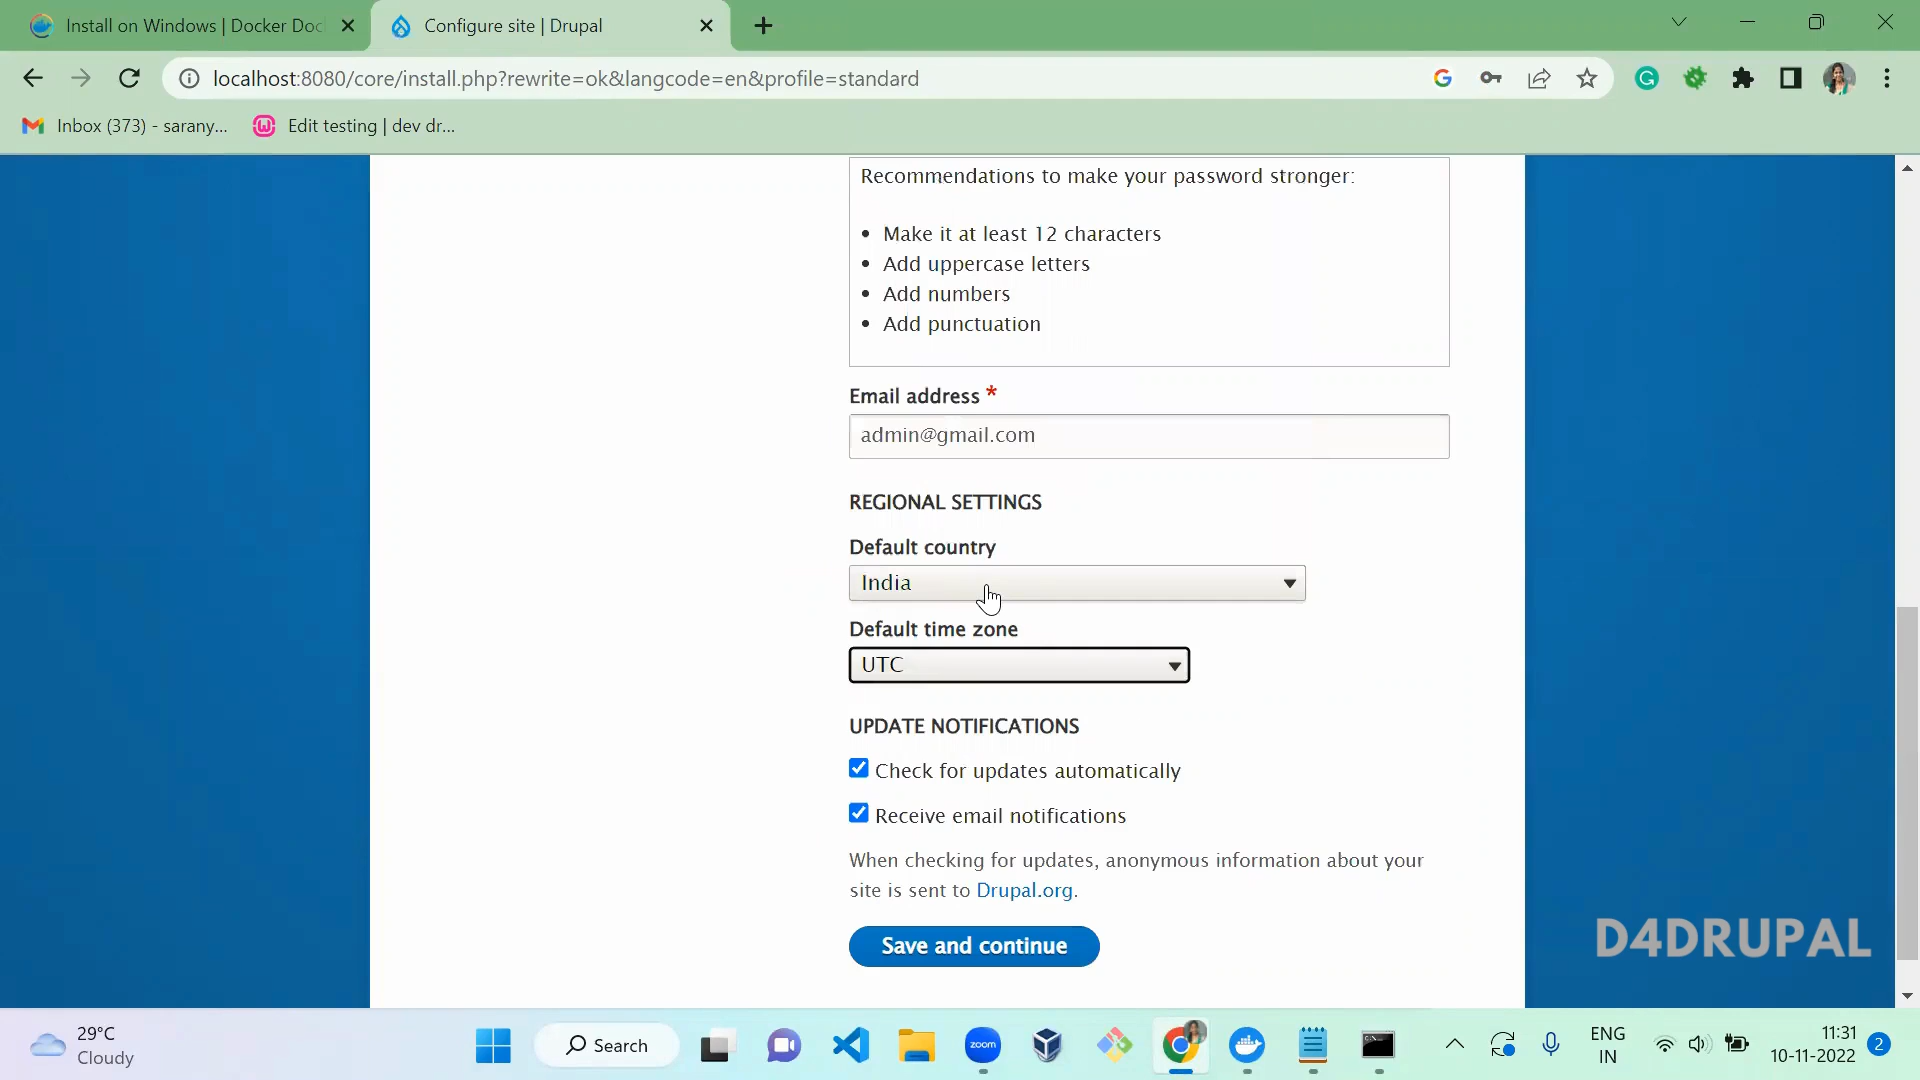 Install on Windows | Docker Doc
Configure site | Drupal
localhost:8080/core/install.php?rewrite=ok&langcode=en&profile=standard
Inbox (373) - sarany...
Edit testing | dev dr...
Recommendations to make your password stronger:
Make it at least 12 characters
Add uppercase letters
Add numbers
Add punctuation
Email address *
admin@gmail.com
REGIONAL SETTINGS
Default country
India
Default time zone
UTC
UPDATE NOTIFICATIONS
Check for updates automatically
Receive email notifications
When checking for updates, anonymous information about your
site is sent to Drupal.org.
Save and continue
D4DRUPAL
29°C
Cloudy
Search
zoom
ENG
IN
11:31
10-11-2022
2